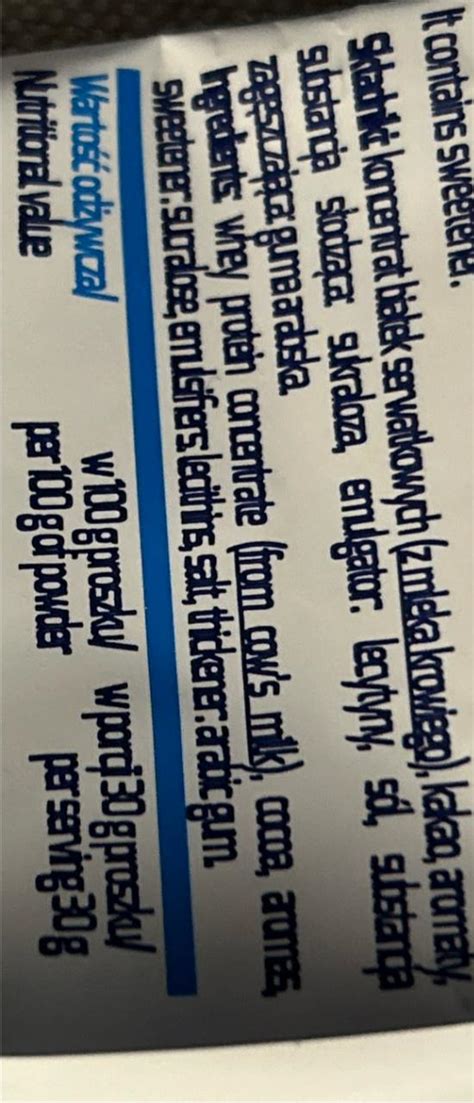 It contains sweetener.
Składniki: koncentrat białek serwatkowych (z mleka krowiego), kakao, aromaty,
substancja słodząca: sukraloza, emulgator: lecytyny, sól, substancja
zagęszczająca: guma arabska.
Ingredients: whey protein concentrate (from cow's milk), cocoa, aromas,
sweetener: sucralose, emulsifiers: lecithins, salt, thickener: arabic gum.
Wartość odżywcza/ w 100 g proszku/ w porcji 30 g proszku/
Nutritional value per 100 g of powder per serving 30 g